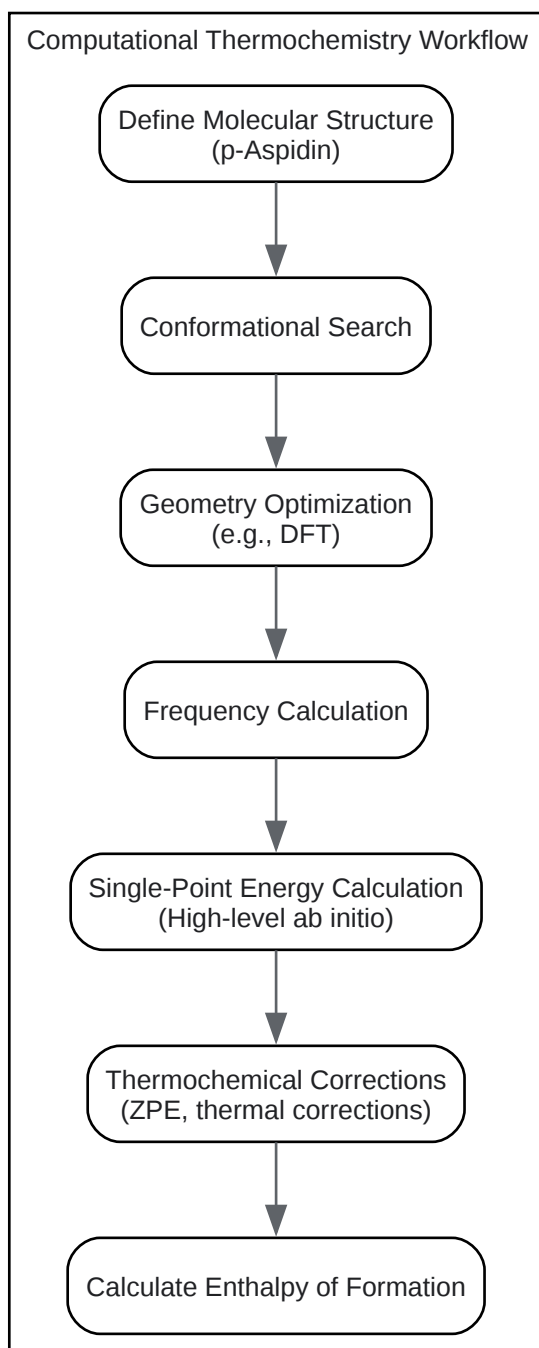 Computational Thermochemistry Workflow
Define Molecular Structure
(p-Aspidin)
Conformational Search
Geometry Optimization
(e.g., DFT)
Frequency Calculation
Single-Point Energy Calculation
(High-level ab initio)
Thermochemical Corrections
(ZPE, thermal corrections)
Calculate Enthalpy of Formation